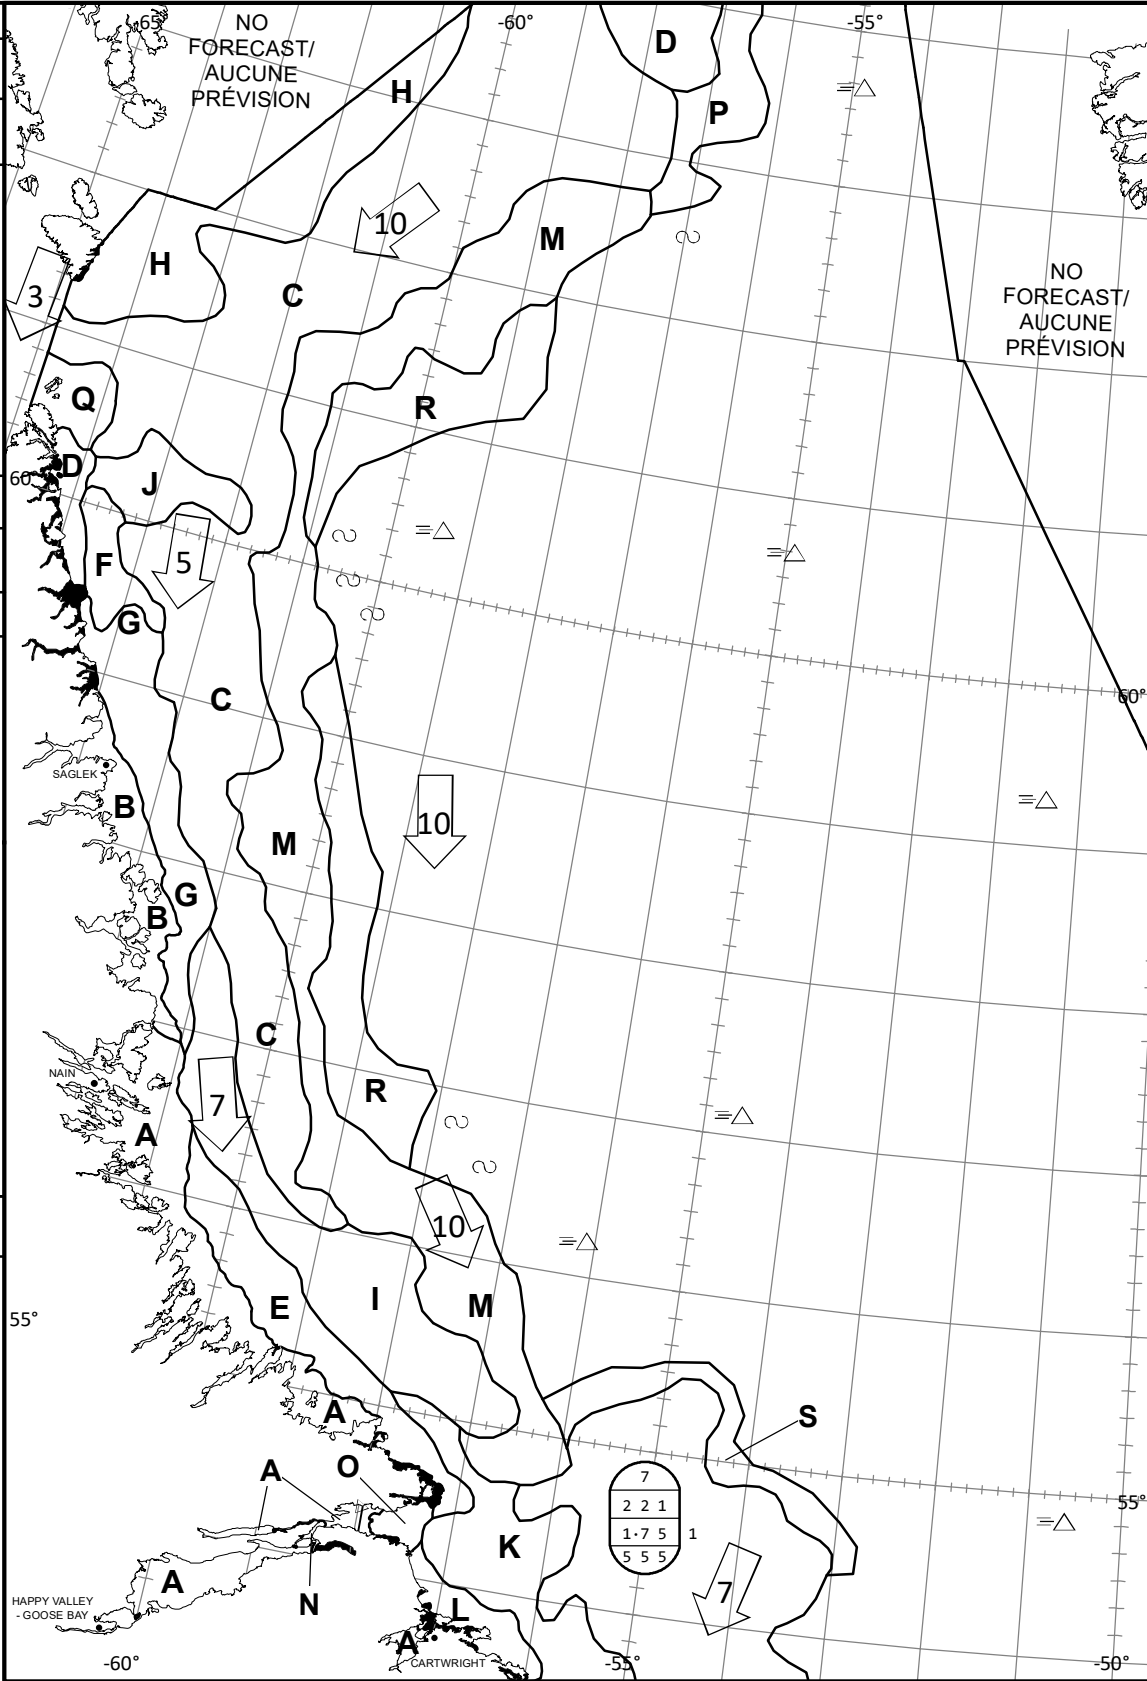 -65°
-60°
-55°
NO
FORECAST/
AUCUNE
PRÉVISION
D
H
P
10
M
H
C
3
NO
FORECAST/
AUCUNE
PRÉVISION
Q
R
D
60°
J
F
5
G
C
60°
SAGLEK
B
10
M
G
B
C
NAIN
R
7
A
10
E
I
M
55°
A
S
A
O
7
2 2 1
1•7 5 1
5 5 5
55°
K
A
7
HAPPY VALLEY
- GOOSE BAY
N
L
A
CARTWRIGHT
-60°
-55°
-50°